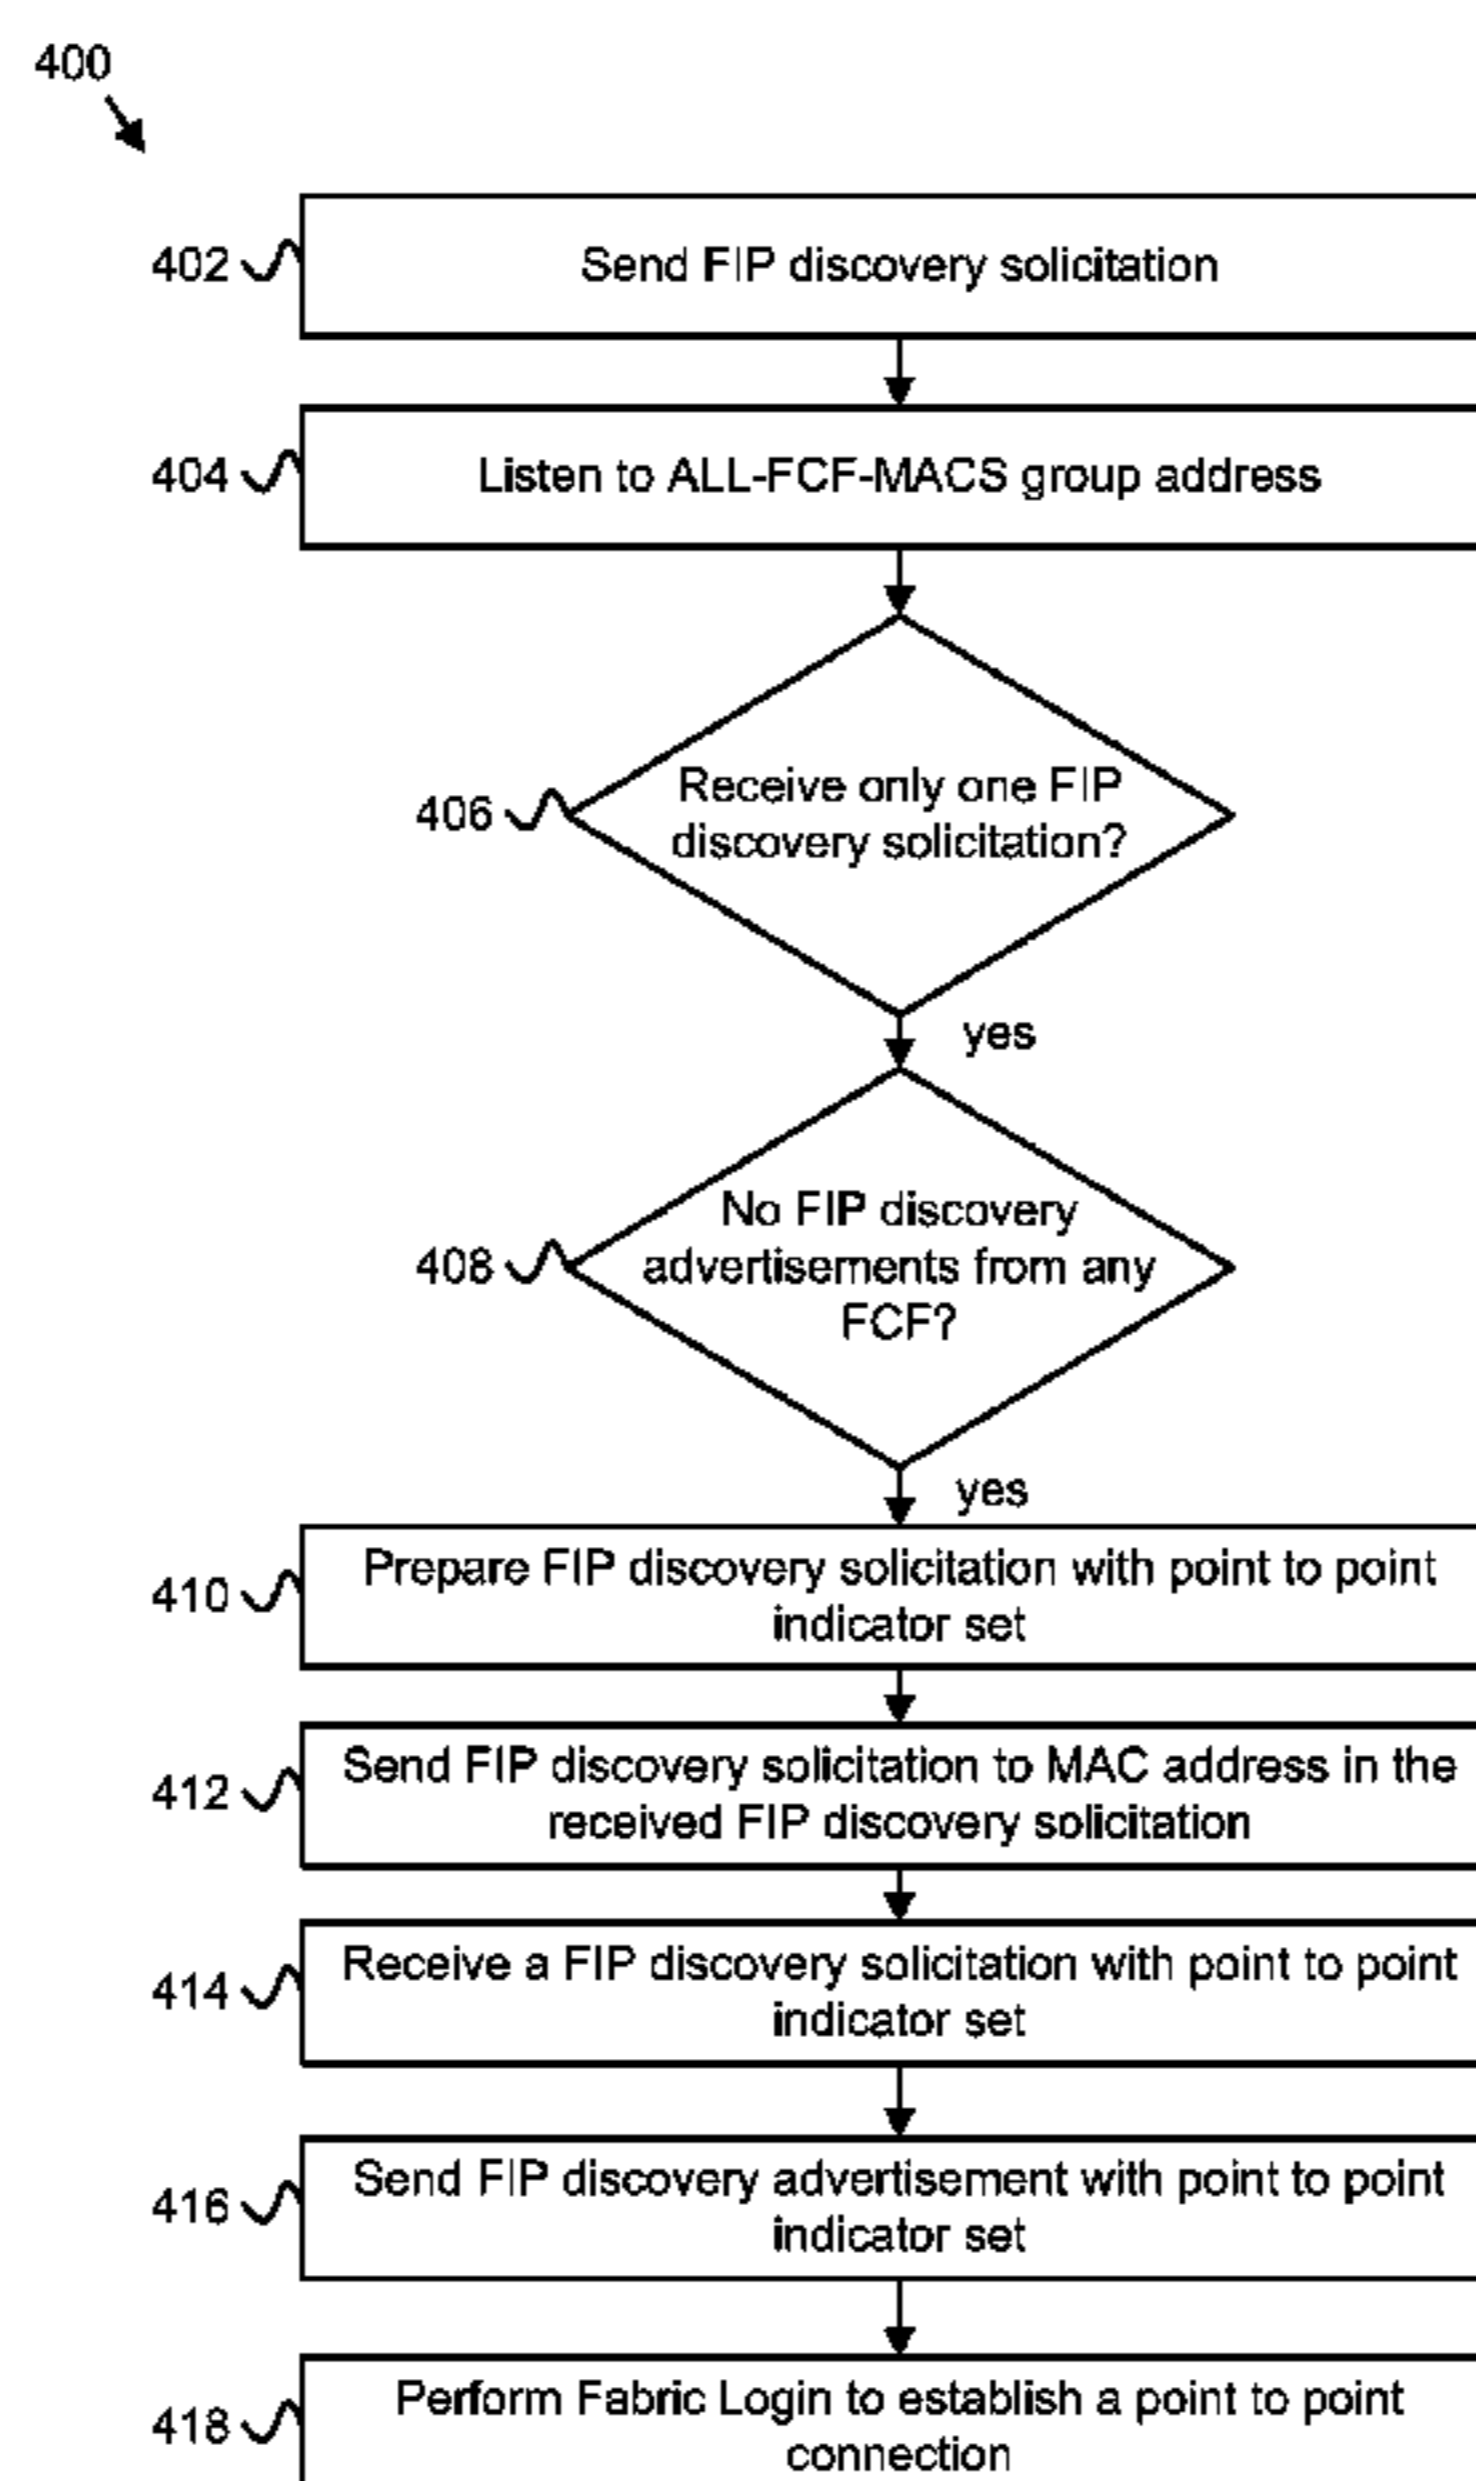 400
402
Send FIP discovery solicitation
404
Listen to ALL-FCF-MACS group address
406
Receive only one FIP
discovery solicitation?
yes
408
No FIP discovery
advertisements from any
FCF?
yes
410
Prepare FIP discovery solicitation with point to point
indicator set
412
Send FIP discovery solicitation to MAC address in the
received FIP discovery solicitation
414
Receive a FIP discovery solicitation with point to point
indicator set
416
Send FIP discovery advertisement with point to point
indicator set
418
Perform Fabric Login to establish a point to point
connection